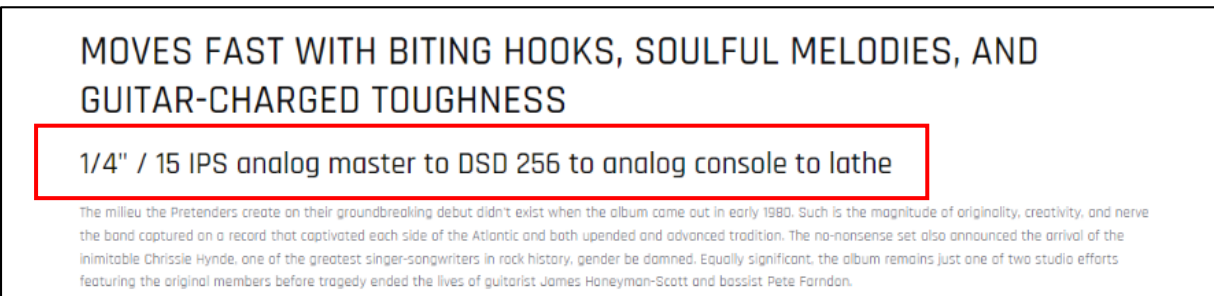 MOVES FAST WITH BITING HOOKS, SOULFUL MELODIES, AND
GUITAR-CHARGED TOUGHNESS
1/4" / 15 IPS analog master to DSD 256 to analog console to lathe
The milieu the Pretenders create on their groundbreaking debut didn't exist when the album came out in early 1980. Such is the magnitude of originality, creativity, and nerve
the band captured on a record that captivated each side of the Atlantic and both upended and advanced tradition. The no-nonsense set also announced the arrival of the
inimitable Chrissie Hynde, one of the greatest singer-songwriters in rock history, gender be damned. Equally significant, the album remains just one of two studio efforts
featuring the original members before tragedy ended the lives of guitarist James Honeyman-Scott and bassist Pete Farndon.